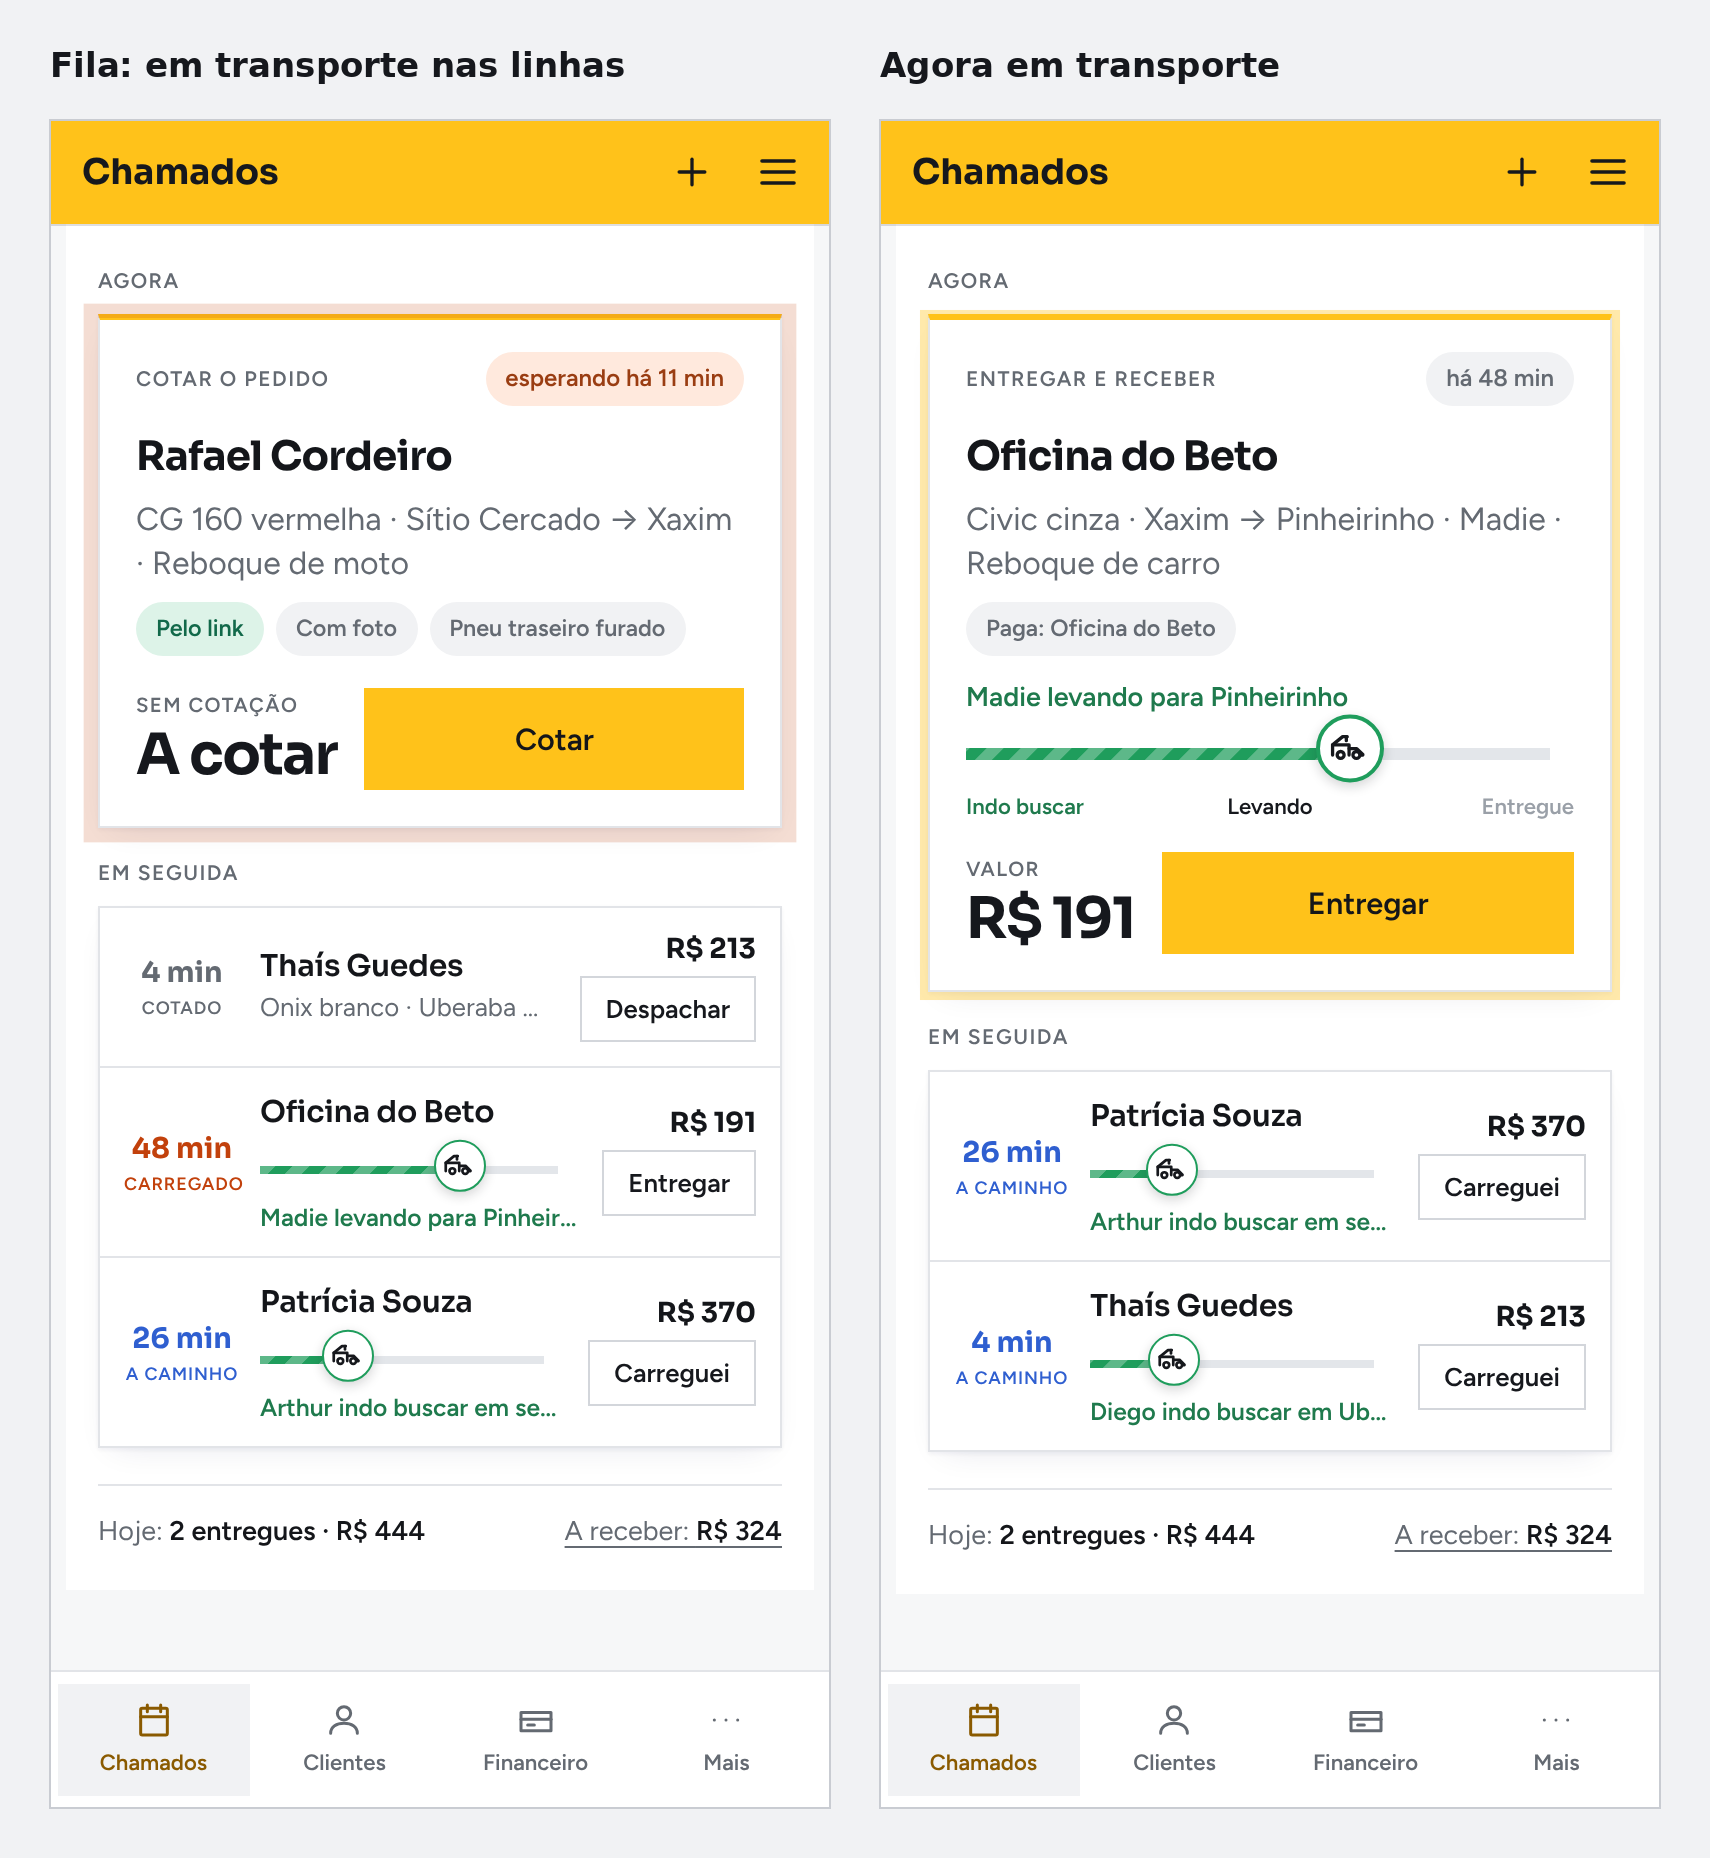 Fila: em transporte nas linhas
Chamados
AGORA
COTAR O PEDIDO
esperando há 11 min
Rafael Cordeiro
CG 160 vermelha · Sítio Cercado → Xaxim
· Reboque de moto
Pelo link
Com foto
Pneu traseiro furado
SEM COTAÇÃO
A cotar
Cotar
EM SEGUIDA
4 min
COTADO
Thaís Guedes
Onix branco · Uberaba ...
R$ 213
Despachar
48 min
CARREGADO
Oficina do Beto
Madie levando para Pinheir...
R$ 191
Entregar
26 min
A CAMINHO
Patrícia Souza
Arthur indo buscar em se...
R$ 370
Carreguei
Hoje: 2 entregues · R$ 444
A receber: R$ 324
Chamados
Clientes
Financeiro
Mais
Agora em transporte
Chamados
AGORA
ENTREGAR E RECEBER
há 48 min
Oficina do Beto
Civic cinza · Xaxim → Pinheirinho · Madie ·
Reboque de carro
Paga: Oficina do Beto
Madie levando para Pinheirinho
Indo buscar
Levando
Entregue
VALOR
R$ 191
Entregar
EM SEGUIDA
26 min
A CAMINHO
Patrícia Souza
Arthur indo buscar em se...
R$ 370
Carreguei
4 min
A CAMINHO
Thaís Guedes
Diego indo buscar em Ub...
R$ 213
Carreguei
Hoje: 2 entregues · R$ 444
A receber: R$ 324
Chamados
Clientes
Financeiro
Mais